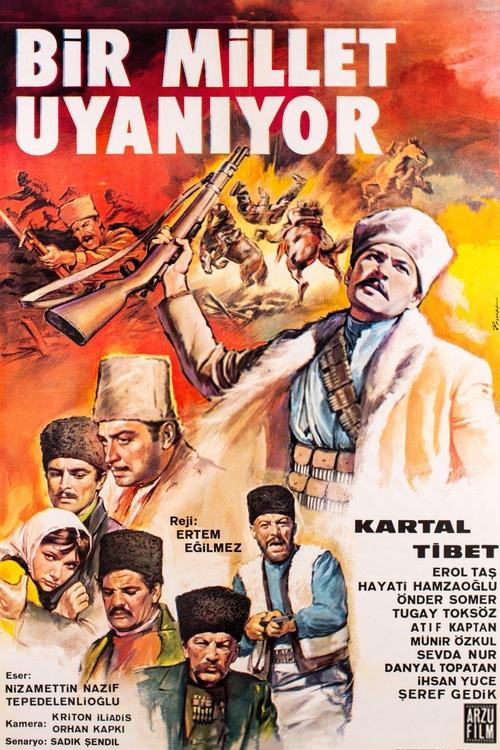 BİR MİLLET
UYANIYOR
Reji:
ERTEM
EĞİLMEZ
KARTAL
TİBET
EROL TAŞ
HAYATİ HAMZAOĞLU
ÖNDER SOMER
TUGAY TOKSÖZ
ATIF KAPTAN
MÜNİR ÖZKUL
SEVDA NUR
DANYAL TOPATAN
İHSAN YÜCE
ŞEREF GEDİK
Eser:
NİZAMETTİN NAZİF
TEPEDELENLİOĞLU
Kamera: KRİTON İLİADİS
ORHAN KAPKI
Senaryo: SADIK ŞENDİL
ARZU
FİLM